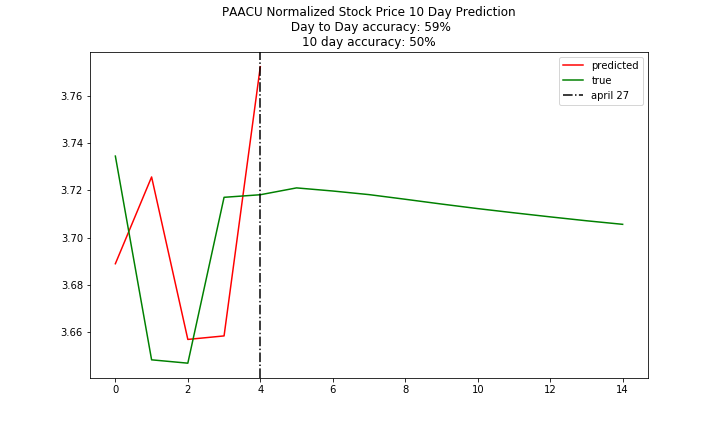 PAACU Normalized Stock Price 10 Day Prediction
Day to Day accuracy: 59%
10 day accuracy: 50%
predicted
true
april 27
3.76
3.74
3.72
3.70
3.68
3.66
0 2 4 6 8 10 12 14